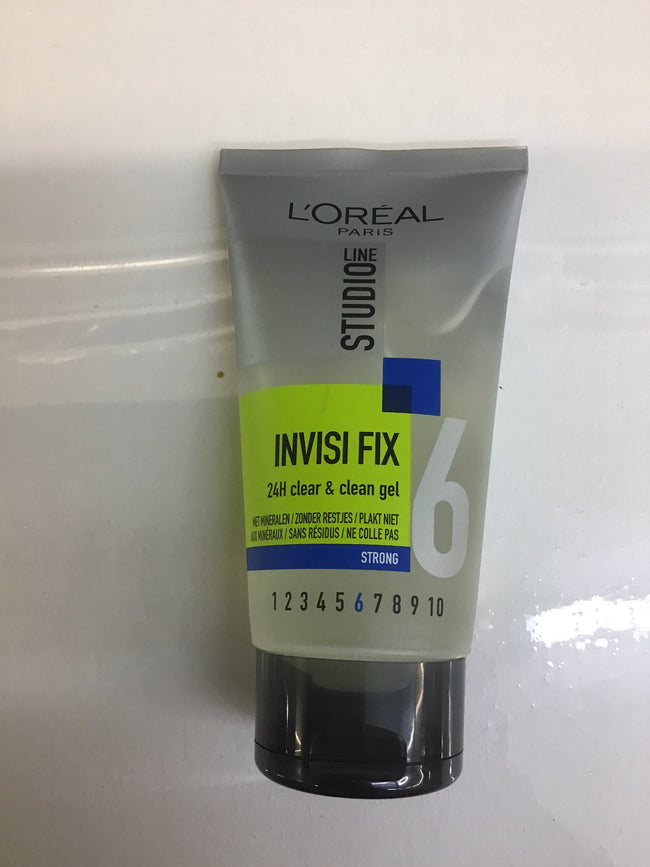 L'ORÉAL
PARIS
STUDIO LINE
6
INVISI FIX
24H clear & clean gel
MET MINERALEN / ZONDER RESTJES / PLAKT NIET
AUX MINÉRAUX / SANS RÉSIDUS / NE COLLE PAS
STRONG
1 2 3 4 5 6 7 8 9 10